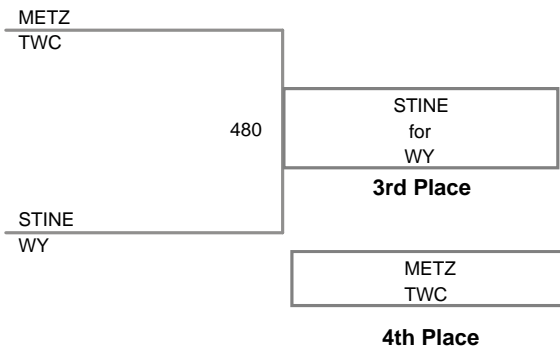 METZ
TWC
480
STINE
for
WY
3rd Place
STINE
WY
METZ
TWC
4th Place